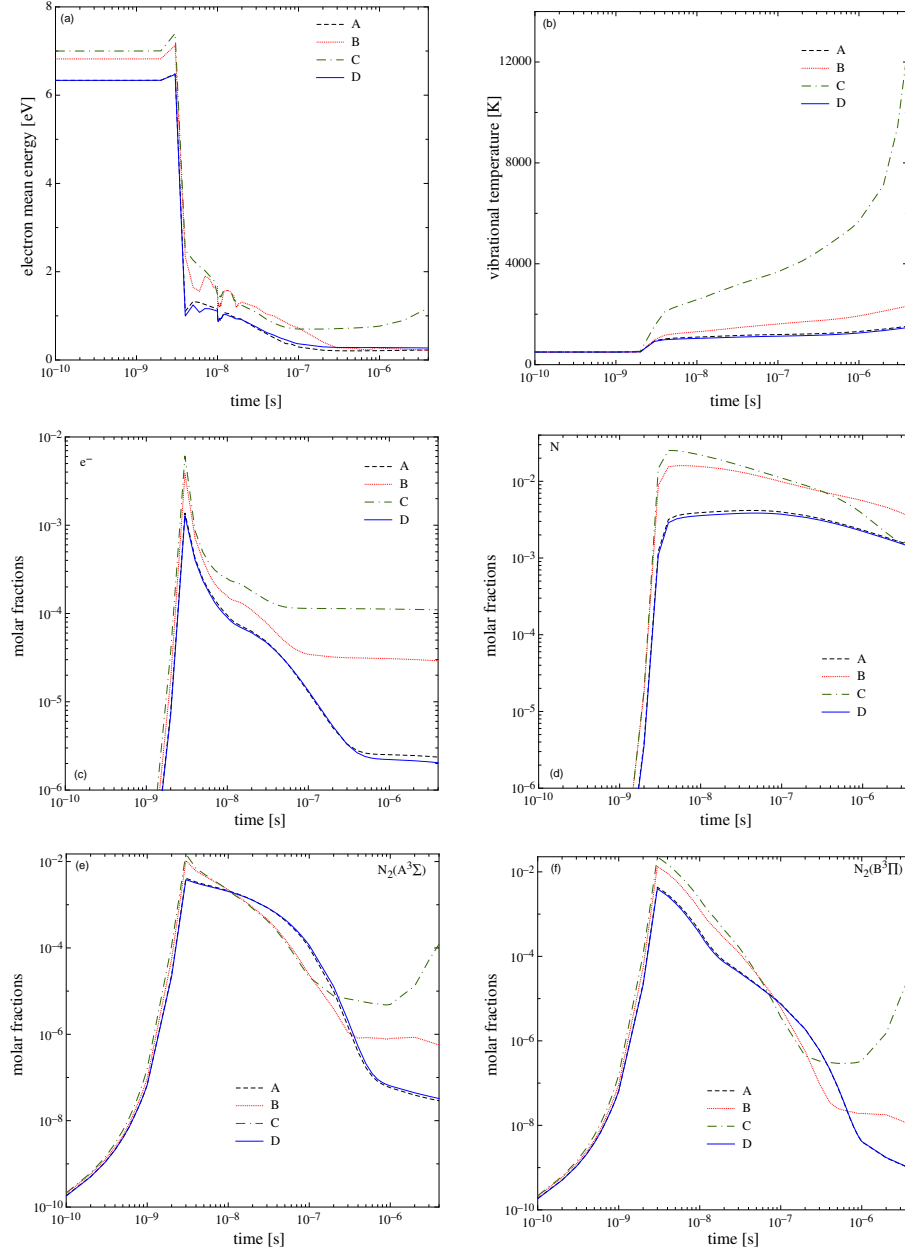 (a)
A
B
C
D
8
7
6
4
2
0
electron mean energy [eV]
10⁻¹⁰ 10⁻⁹ 10⁻⁸ 10⁻⁷ 10⁻⁶
time [s]
(b)
A
B
C
D
12000
8000
4000
0
vibrational temperature [K]
10⁻¹⁰ 10⁻⁹ 10⁻⁸ 10⁻⁷ 10⁻⁶
time [s]
e⁻
A
B
C
D
10⁻²
10⁻³
10⁻⁴
10⁻⁵
10⁻⁶
molar fractions
(c)
10⁻¹⁰ 10⁻⁹ 10⁻⁸ 10⁻⁷ 10⁻⁶
time [s]
N
10⁻²
10⁻³
10⁻⁴
10⁻⁵
10⁻⁶
molar fractions
A
B
C
D
(d)
10⁻¹⁰ 10⁻⁹ 10⁻⁸ 10⁻⁷ 10⁻⁶
time [s]
(e)
N₂(A³Σ)
10⁻²
10⁻⁴
10⁻⁶
10⁻⁸
10⁻¹⁰
molar fractions
A
B
C
D
10⁻¹⁰ 10⁻⁹ 10⁻⁸ 10⁻⁷ 10⁻⁶
time [s]
(f)
N₂(B³Π)
10⁻²
10⁻⁴
10⁻⁶
10⁻⁸
10⁻¹⁰
molar fractions
A
B
C
D
10⁻¹⁰ 10⁻⁹ 10⁻⁸ 10⁻⁷ 10⁻⁶
time [s]